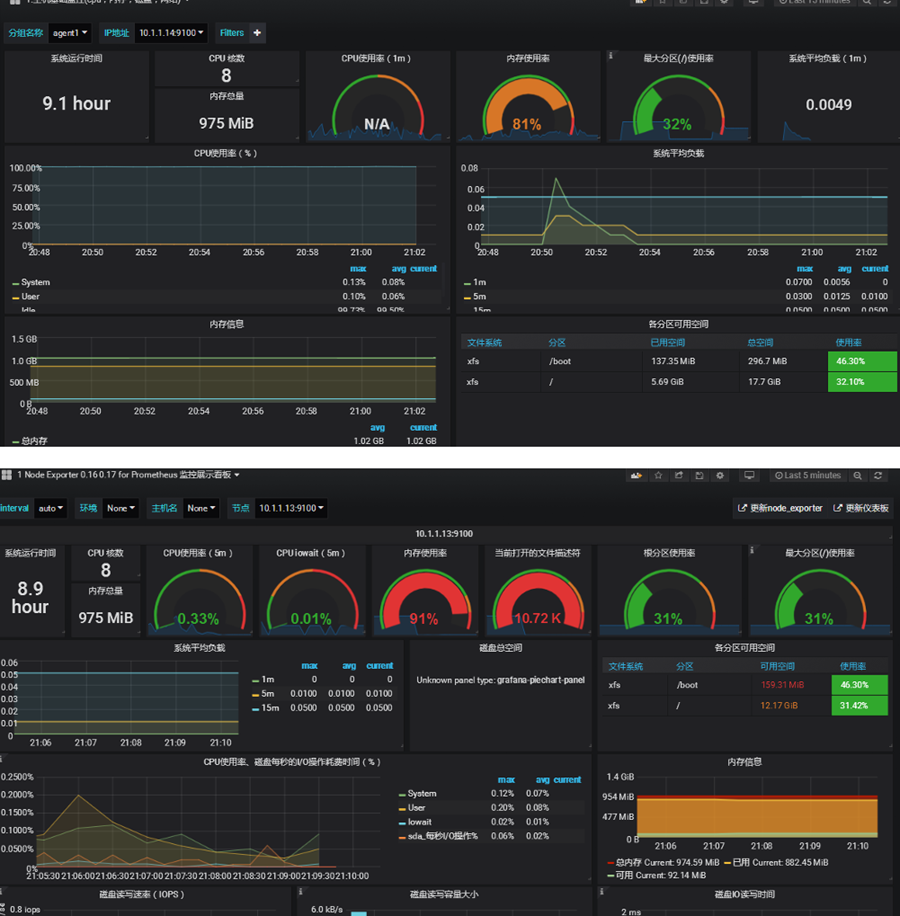 1.主机基础监控(cpu，内存，磁盘，网络)
Last 15 minutes
分组名称 agent1 IP地址 10.1.1.14:9100 Filters +
系统运行时间
9.1 hour
CPU 核数
8
内存总量
975 MiB
CPU使用率（1m）
N/A
内存使用率
81%
最大分区(/)使用率
32%
系统平均负载（1m）
0.0049
CPU使用率（%）
100.00%
75.00%
50.00%
25.00%
0%
20:48 20:50 20:52 20:54 20:56 20:58 21:00 21:02
max avg current
System 0.13% 0.08%
User 0.10% 0.06%
Idle 99.73% 99.50%
系统平均负载
0.08
0.06
0.04
0.02
0
20:48 20:50 20:52 20:54 20:56 20:58 21:00 21:02
max avg current
1m 0.0700 0.0056 0
5m 0.0300 0.0125 0.0100
15m 0.0500 0.0500 0.0500
内存信息
1.5 GB
1.0 GB
500 MB
0 B
20:48 20:50 20:52 20:54 20:56 20:58 21:00 21:02
avg current
总内存 1.02 GB 1.02 GB
各分区可用空间
文件系统 分区 已用空间 总空间 使用率
xfs /boot 137.35 MiB 296.7 MiB 46.30%
xfs / 5.69 GiB 17.7 GiB 32.10%
1 Node Exporter 0.16 0.17 for Prometheus 监控展示看板
Last 5 minutes
interval auto 环境 None 主机名 None 节点 10.1.1.13:9100 更新node_exporter 更新仪表板
10.1.1.13:9100
系统运行时间
8.9
hour
CPU 核数
8
内存总量
975 MiB
CPU使用率（5m）
0.33%
CPU iowait（5m）
0.01%
内存使用率
91%
当前打开的文件描述符
10.72 K
根分区使用率
31%
最大分区(/)使用率
31%
系统平均负载
0.06
0.05
0.04
0.03
0.02
0.01
0
21:06 21:07 21:08 21:09 21:10
max avg current
1m 0 0 0
5m 0.0100 0.0100 0.0100
15m 0.0500 0.0500 0.0500
磁盘总空间
Unknown panel type: grafana-piechart-panel
各分区可用空间
文件系统 分区 可用空间 使用率
xfs /boot 159.31 MiB 46.30%
xfs / 12.17 GiB 31.42%
CPU使用率、磁盘每秒的I/O操作耗费时间（%）
0.2500%
0.2000%
0.1500%
0.1000%
0.0500%
0%
21:05:30 21:06:00 21:06:30 21:07:00 21:07:30 21:08:00 21:08:30 21:09:00 21:09:30 21:10:00
max avg current
System 0.12% 0.07%
User 0.20% 0.08%
Iowait 0.02% 0.01%
sda_每秒I/O操作% 0.06% 0.02%
内存信息
1.4 GiB
954 MiB
477 MiB
0 B
21:06 21:07 21:08 21:09 21:10
总内存 Current: 974.59 MiB 已用 Current: 882.45 MiB
可用 Current: 92.14 MiB
磁盘读写速率（IOPS）
0.8 iops
磁盘读写容量大小
6.0 kB/s
磁盘IO读写时间
2 ms